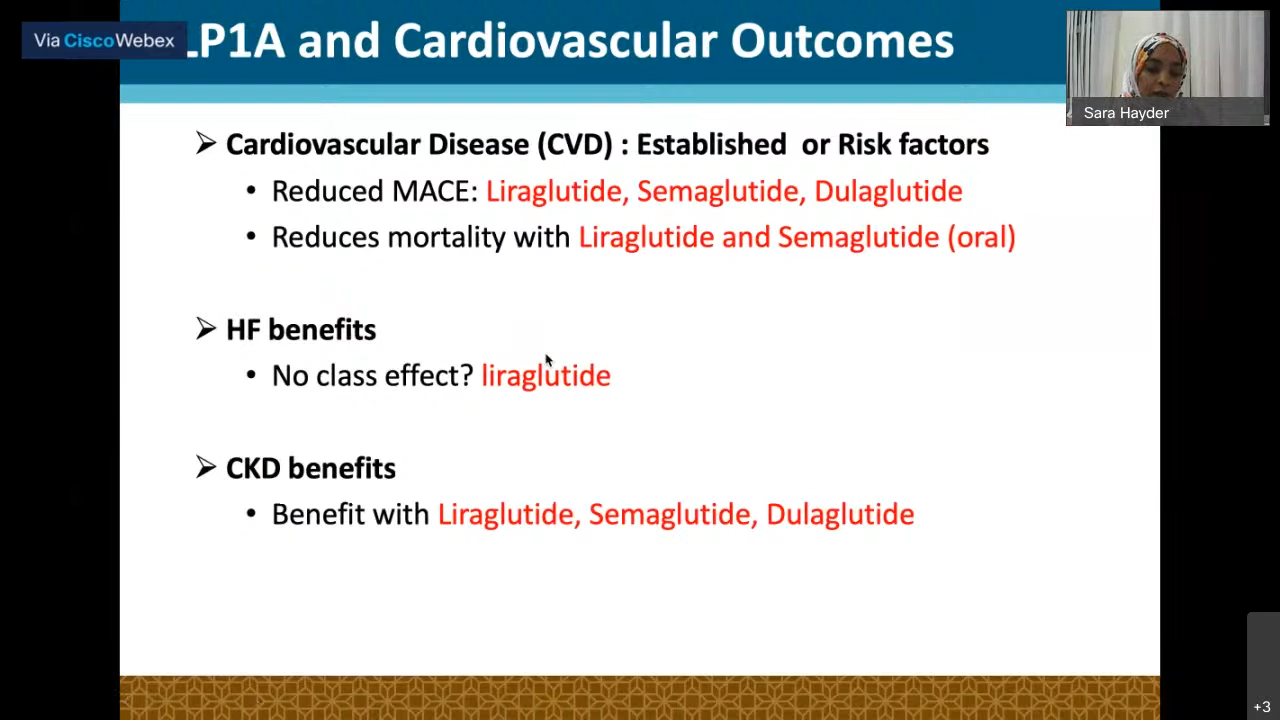 Via CiscoWebex
LP1A and Cardiovascular Outcomes
Sara Hayder
➢ Cardiovascular Disease (CVD) : Established or Risk factors
• Reduced MACE: Liraglutide, Semaglutide, Dulaglutide
• Reduces mortality with Liraglutide and Semaglutide (oral)
➢ HF benefits
• No class effect? liraglutide
➢ CKD benefits
• Benefit with Liraglutide, Semaglutide, Dulaglutide
+3